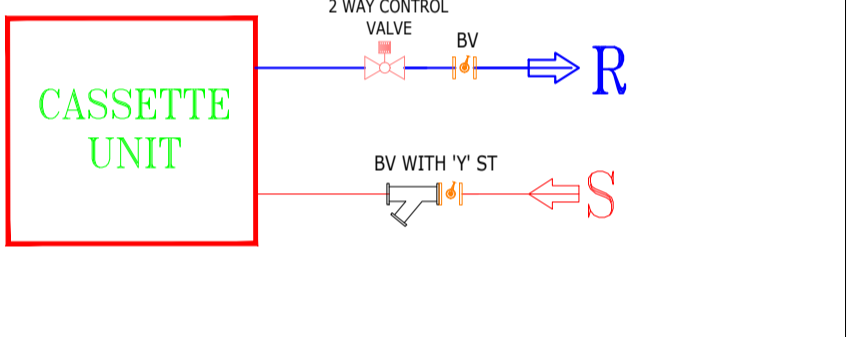 2 WAY CONTROL
VALVE
BV
R
CASSETTE
UNIT
BV WITH 'Y' ST
S